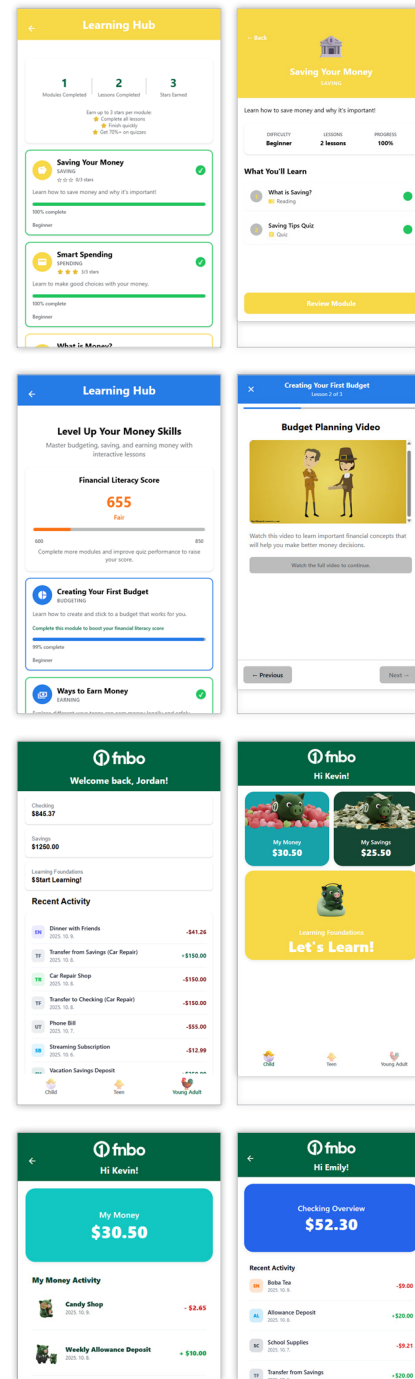 Learning Hub
1
2
3
Modules Completed
Lessons Completed
Stars Earned
Earn up to 3 stars per module:
Complete all lessons
Finish quickly
Get 70%+ on quizzes
Saving Your Money
SAVING
0/3 stars
Learn how to save money and why it's important!
100% complete
Beginner
Smart Spending
SPENDING
3/3 stars
Learn to make good choices with your money.
100% complete
Beginner
What is Money?
← Back
Saving Your Money
SAVING
Learn how to save money and why it's important!
DIFFICULTY
LESSONS
PROGRESS
Beginner
2 lessons
100%
What You'll Learn
What is Saving?
Reading
Saving Tips Quiz
Quiz
Review Module
Learning Hub
Level Up Your Money Skills
Master budgeting, saving, and earning money with
interactive lessons
Financial Literacy Score
655
Fair
600
850
Complete more modules and improve quiz performance to raise
your score.
Creating Your First Budget
BUDGETING
Learn how to create and stick to a budget that works for you.
Complete this module to boost your financial literacy score
99% complete
Beginner
Ways to Earn Money
EARNING
Creating Your First Budget
Lesson 2 of 3
Budget Planning Video
Watch this video to learn important financial concepts that
will help you make better money decisions.
Watch the full video to continue.
← Previous
Next →
fnbo
Welcome back, Jordan!
Checking
$845.37
Savings
$1250.00
Learning Foundations
$Start Learning!
Recent Activity
EN
Dinner with Friends
2025. 10. 9.
-$41.26
TF
Transfer from Savings (Car Repair)
2025. 10. 8.
+$150.00
TR
Car Repair Shop
2025. 10. 8.
-$150.00
TF
Transfer to Checking (Car Repair)
2025. 10. 8.
-$150.00
UT
Phone Bill
2025. 10. 7.
-$55.00
SB
Streaming Subscription
2025. 10. 6.
-$12.99
Vacation Savings Deposit
Child
Teen
Young Adult
fnbo
Hi Kevin!
My Money
$30.50
My Savings
$25.50
Learning Foundations
Let's Learn!
Child
Teen
Young Adult
fnbo
Hi Kevin!
My Money
$30.50
My Money Activity
Candy Shop
2025. 10. 9.
- $2.65
Weekly Allowance Deposit
2025. 10. 8.
+ $10.00
fnbo
Hi Emily!
Checking Overview
$52.30
Recent Activity
Boba Tea
2025. 10. 9.
-$9.00
AL
Allowance Deposit
2025. 10. 8.
+$20.00
SC
School Supplies
2025. 10. 7.
-$9.21
TF
Transfer from Savings
+$20.00